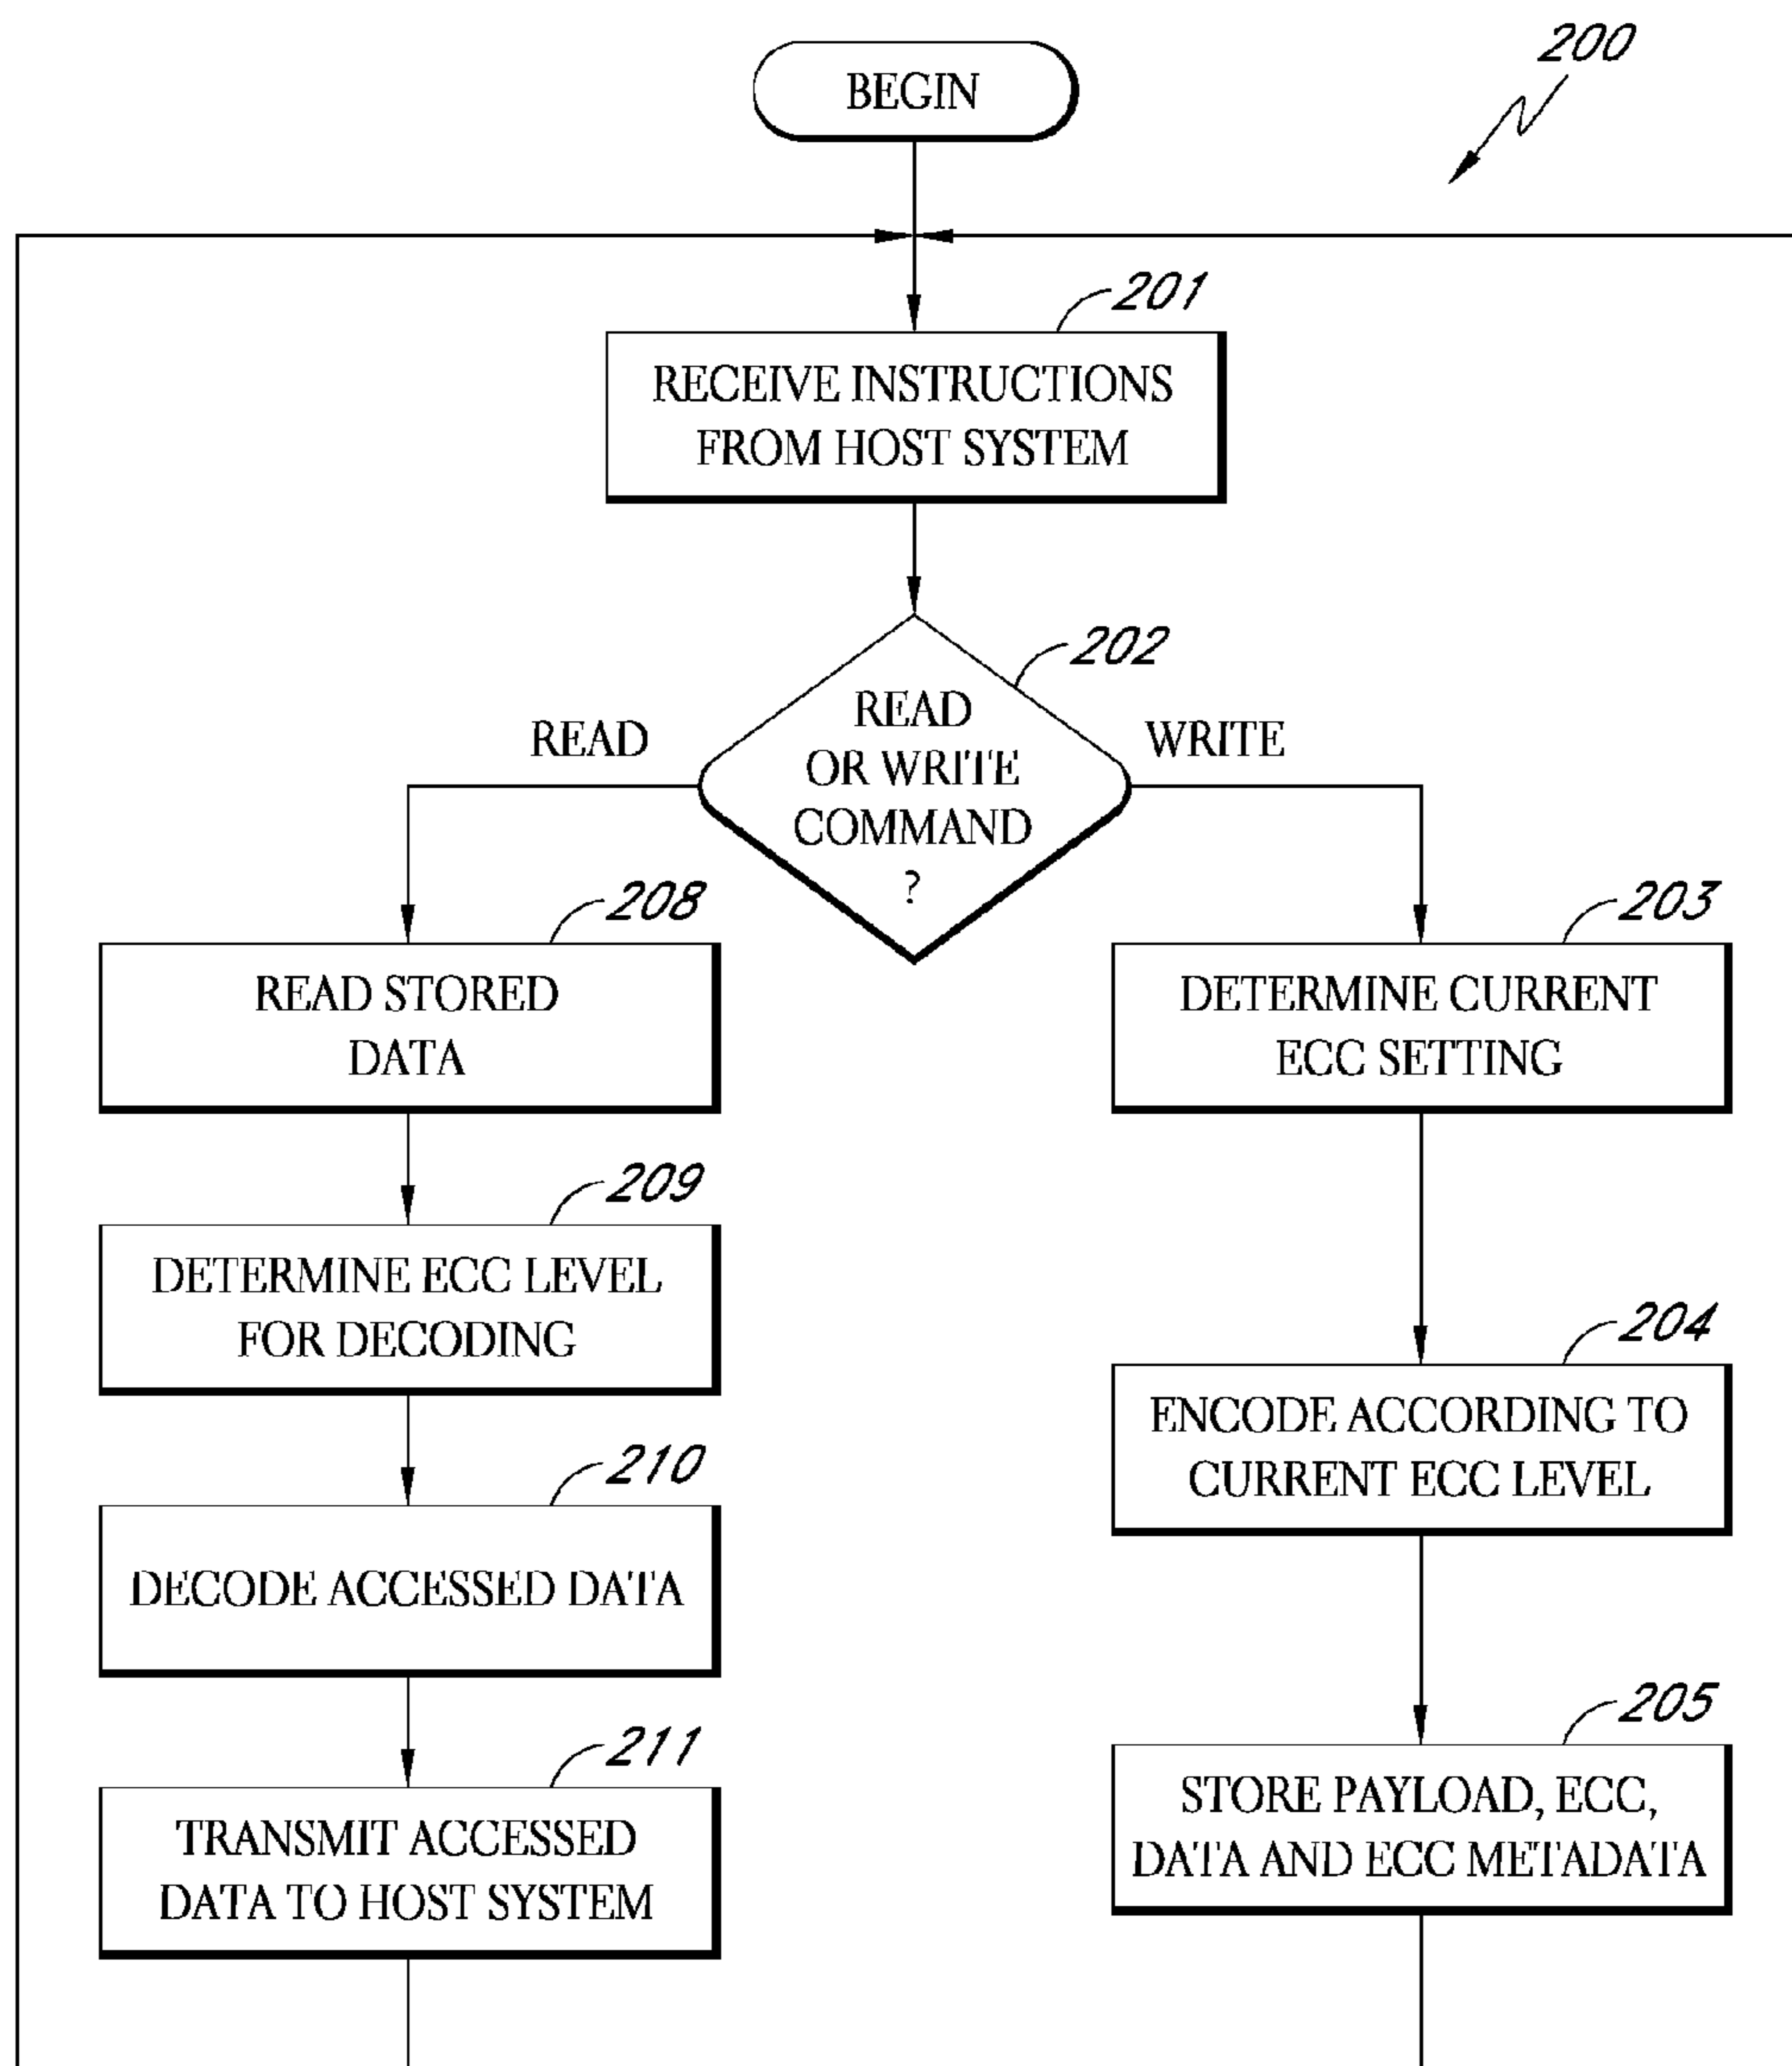 200
BEGIN
201
RECEIVE INSTRUCTIONS
FROM HOST SYSTEM
202
READ
OR WRITE
COMMAND
?
READ
WRITE
208
READ STORED
DATA
203
DETERMINE CURRENT
ECC SETTING
209
DETERMINE ECC LEVEL
FOR DECODING
204
ENCODE ACCORDING TO
CURRENT ECC LEVEL
210
DECODE ACCESSED DATA
205
STORE PAYLOAD, ECC,
DATA AND ECC METADATA
211
TRANSMIT ACCESSED
DATA TO HOST SYSTEM